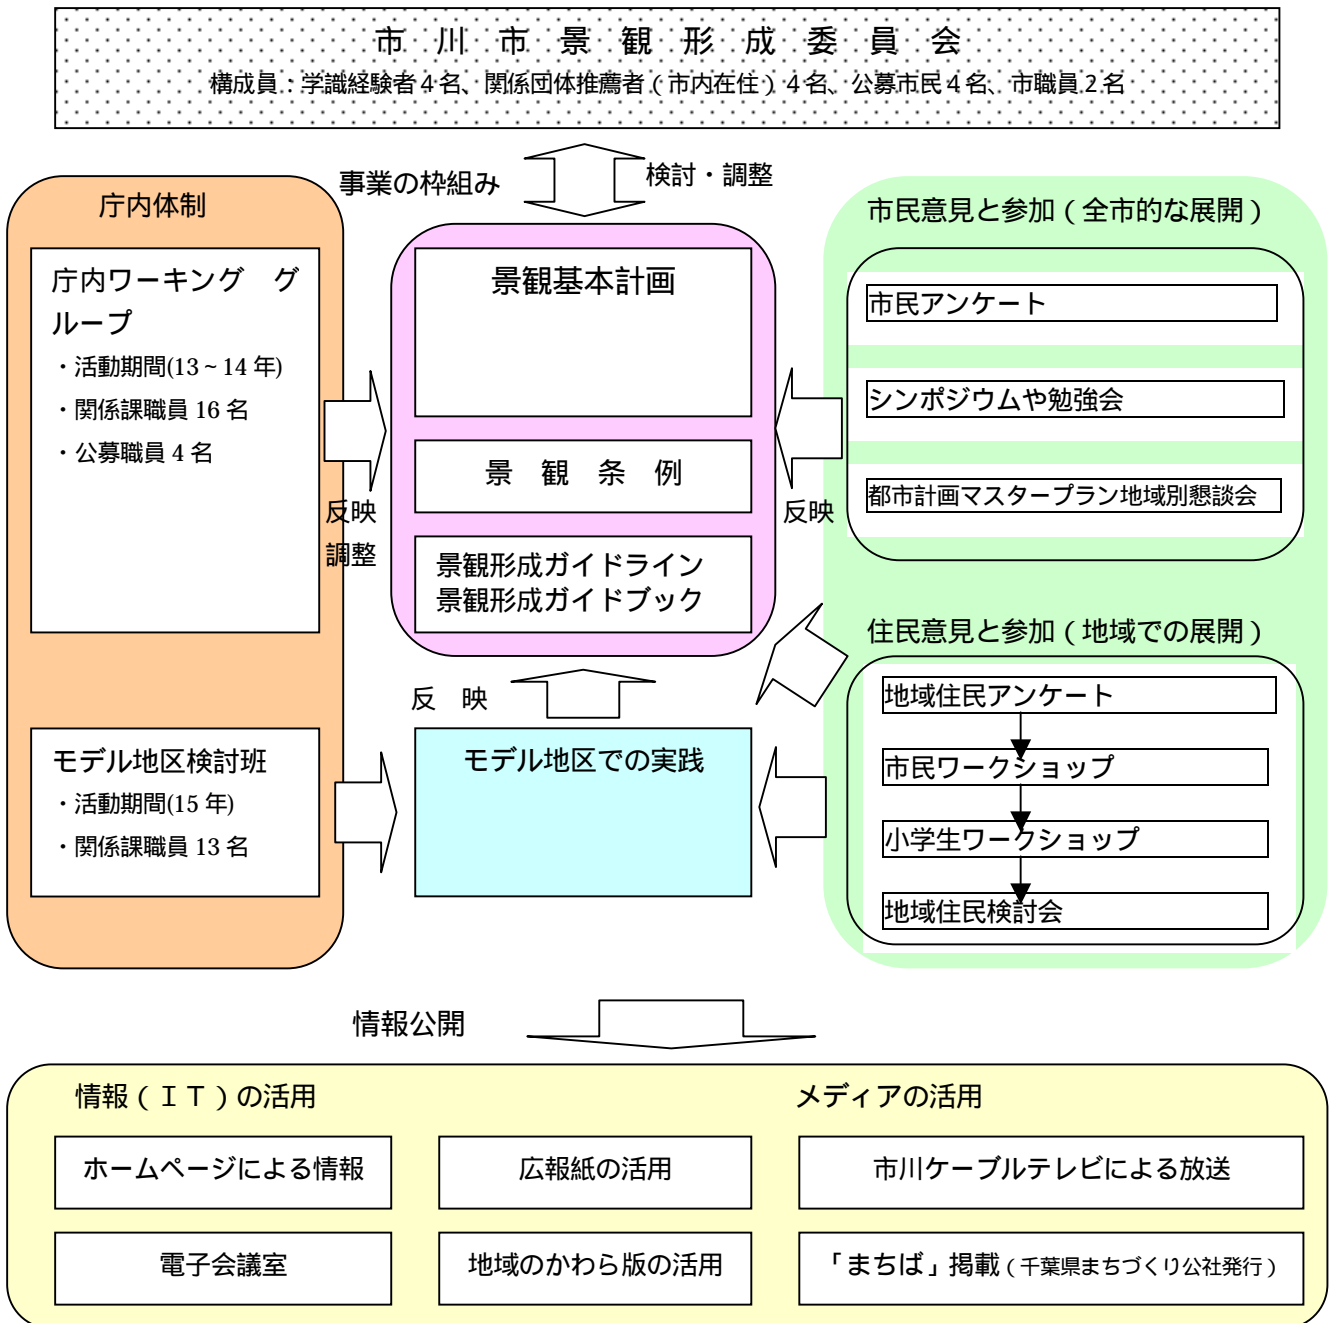 市川市景観形成委員会
構成員：学識経験者４名、関係団体推薦者（市内在住）４名、公募市民４名、市職員２名
事業の枠組み
検討・調整
庁内体制
庁内ワーキング　グ
ループ
・活動期間(13～14 年)
・関係課職員 16 名
・公募職員 4 名
反映
調整
モデル地区検討班
・活動期間(15 年)
・関係課職員 13 名
景観基本計画
景　観　条　例
景観形成ガイドライン
景観形成ガイドブック
反　映
モデル地区での実践
市民意見と参加（全市的な展開）
市民アンケート
シンポジウムや勉強会
都市計画マスタープラン地域別懇談会
反映
住民意見と参加（地域での展開）
地域住民アンケート
市民ワークショップ
小学生ワークショップ
地域住民検討会
情報公開
情報（ＩＴ）の活用
メディアの活用
ホームページによる情報
広報紙の活用
市川ケーブルテレビによる放送
電子会議室
地域のかわら版の活用
「まちば」掲載（千葉県まちづくり公社発行）